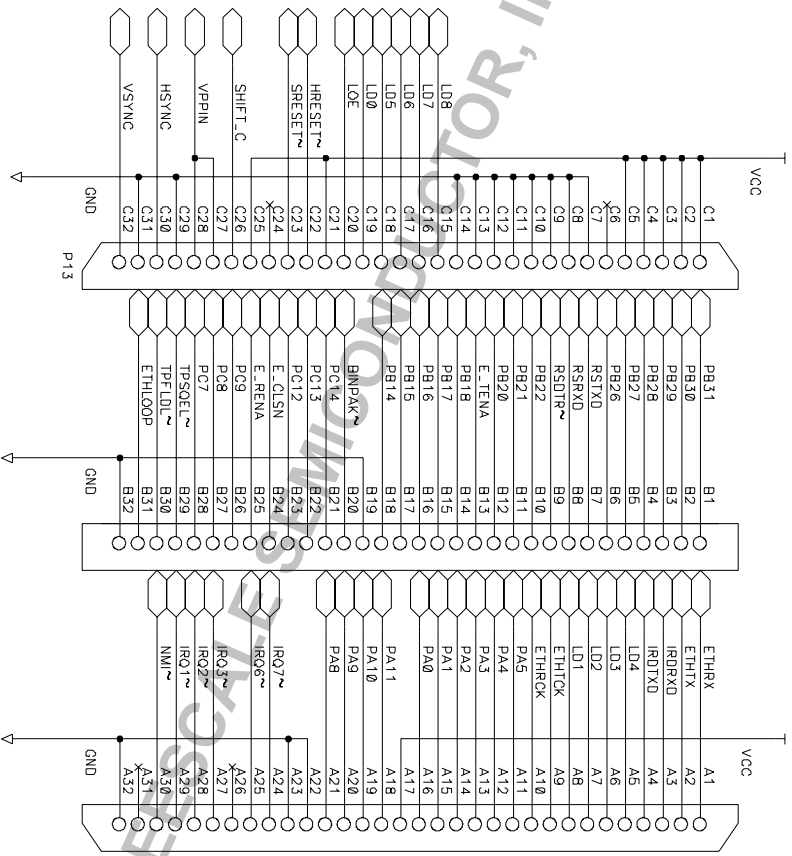 VCC
C1
C2
C3
C4
C5
C6
C7
C8
C9
C10
C11
C12
C13
C14
LD8 C15
LD7 C16
LD6 C17
LD5 C18
LD0 C19
LOE C20
C21
HRESET~ C22
SRESET~ C23
C24
C25
SHIFT_C C26
C27
VPPIN C28
C29
HSYNC C30
C31
VSYNC C32
GND
P13
PB31 B1
PB30 B2
PB29 B3
PB28 B4
PB27 B5
PB26 B6
RSTXD B7
RSRXD B8
RSDTR~ B9
PB22 B10
PB21 B11
PB20 B12
E_TENA B13
PB18 B14
PB17 B15
PB16 B16
PB15 B17
PB14 B18
B19
BINPAK~ B20
PC14 B21
PC13 B22
PC12 B23
E_CLSN B24
E_RENA B25
PC9 B26
PC8 B27
PC7 B28
TPSQEL~ B29
TPFLDL~ B30
ETHLOOP B31
B32
GND
VCC
ETHRX A1
ETHTX A2
IRDRXD A3
IRDTXD A4
LD4 A5
LD3 A6
LD2 A7
LD1 A8
ETHTCK A9
ETHRCK A10
PA5 A11
PA4 A12
PA3 A13
PA2 A14
PA1 A15
PA0 A16
A17
PA11 A18
PA10 A19
PA9 A20
PA8 A21
A22
A23
IRQ7~ A24
IRQ6~ A25
A26
IRQ3~ A27
IRQ2~ A28
IRQ1~ A29
NMI~ A30
A31
A32
GND
EESCALE SEMICONDUCTOR, IN